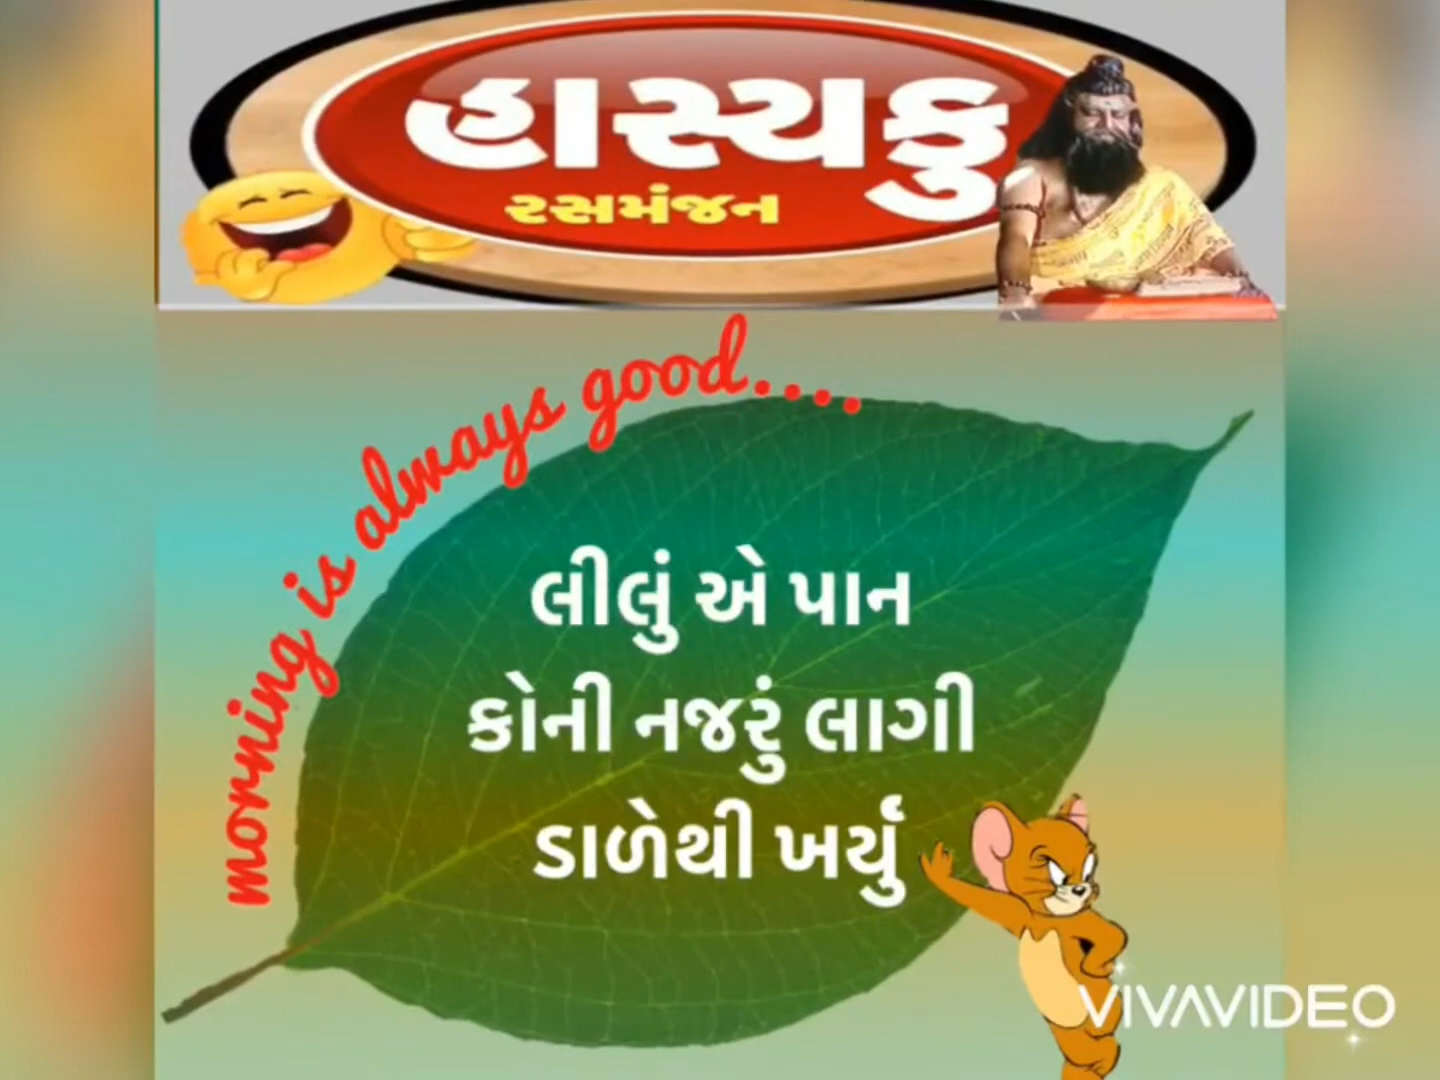 હાસ્યકુ
રસમંજન
morning is always good....
લીલું એ પાન
કોની નજરું લાગી
ડાળેથી ખર્યું
VIVAVIDEO